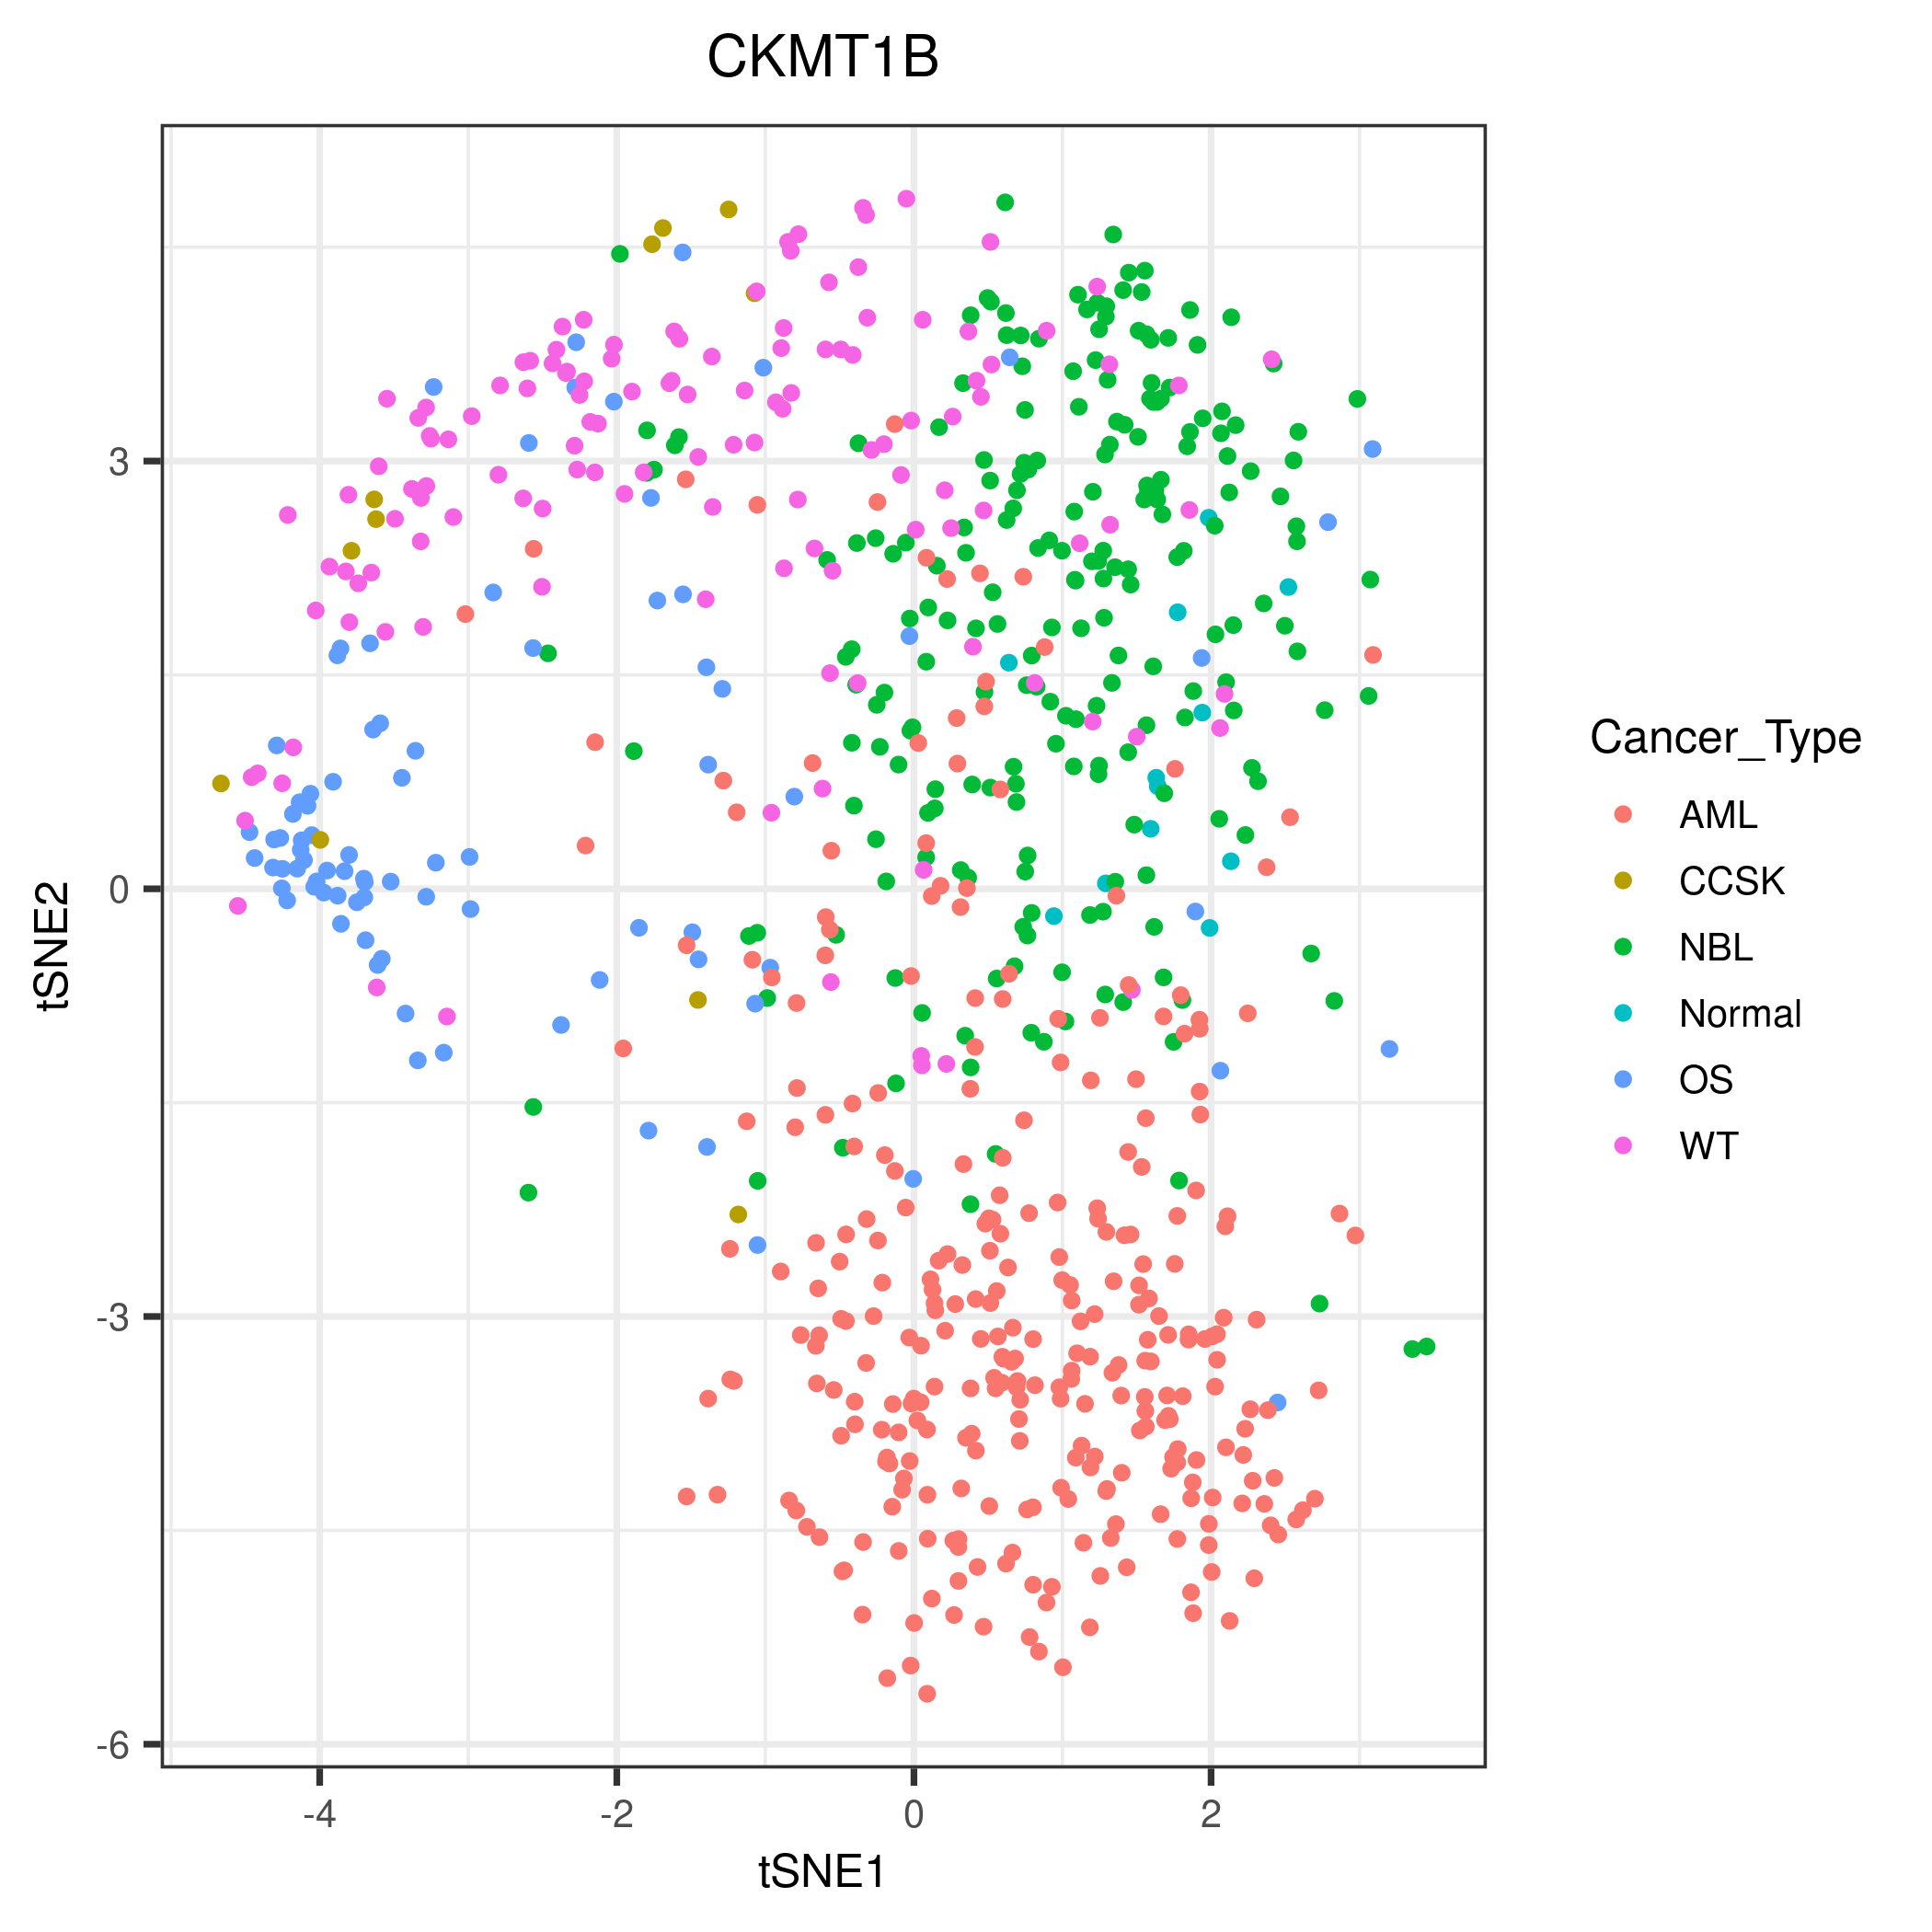 CKMT1B
tSNE2
3
0
-3
-6
-4 -2 0 2
tSNE1
Cancer_Type
AML
CCSK
NBL
Normal
OS
WT